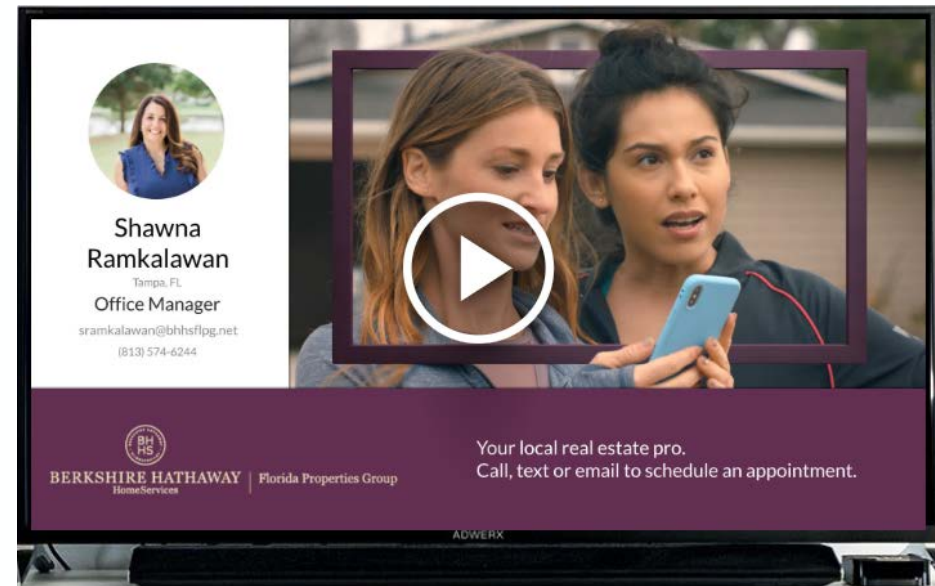 Shawna
Ramkalawan
Tampa, FL
Office Manager
sramkalawan@bhhsflpg.net
(813) 574-6244
BH
HS
BERKSHIRE HATHAWAY
HomeServices
Florida Properties Group
Your local real estate pro.
Call, text or email to schedule an appointment.
ADWERX